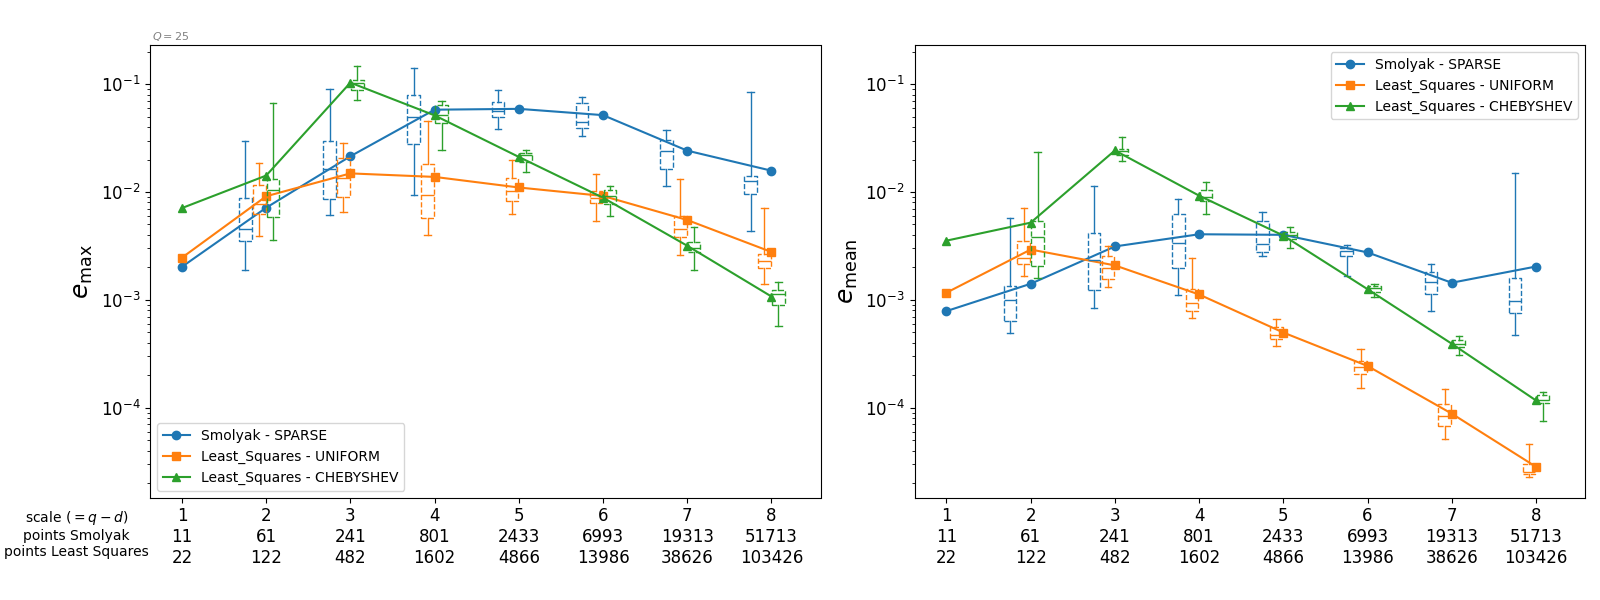 Q = 25
10⁻¹
10⁻²
10⁻³
10⁻⁴
e_max
Smolyak - SPARSE
Least_Squares - UNIFORM
Least_Squares - CHEBYSHEV
10⁻¹
10⁻²
10⁻³
10⁻⁴
e_mean
Smolyak - SPARSE
Least_Squares - UNIFORM
Least_Squares - CHEBYSHEV
scale (= q − d) 1 2 3 4 5 6 7 8 1 2 3 4 5 6 7 8
points Smolyak 11 61 241 801 2433 6993 19313 51713 11 61 241 801 2433 6993 19313 51713
points Least Squares 22 122 482 1602 4866 13986 38626 103426 22 122 482 1602 4866 13986 38626 103426